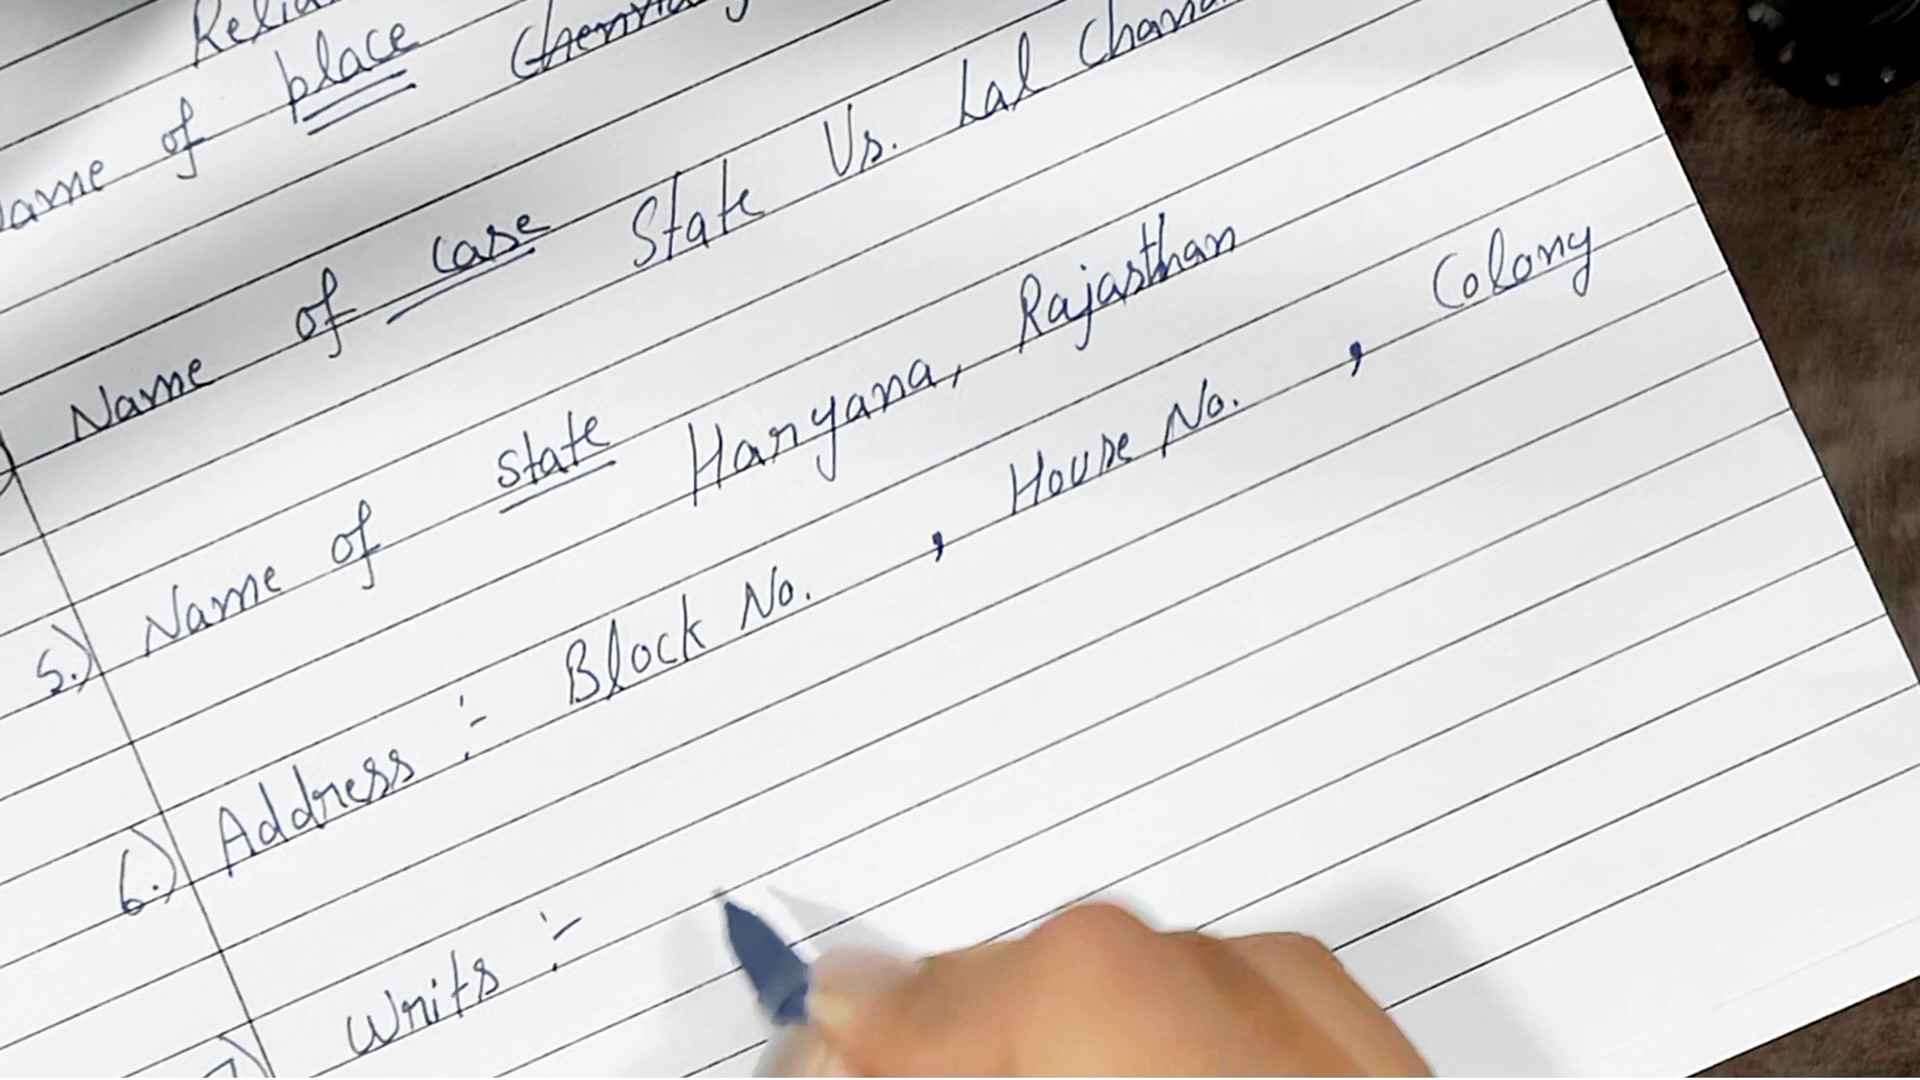 Name of place
Name of case State Vs. Lal
5.) Name of state Haryana, Rajasthan
6.) Address :- Block No. , House No. , Colony
7) Writs :-